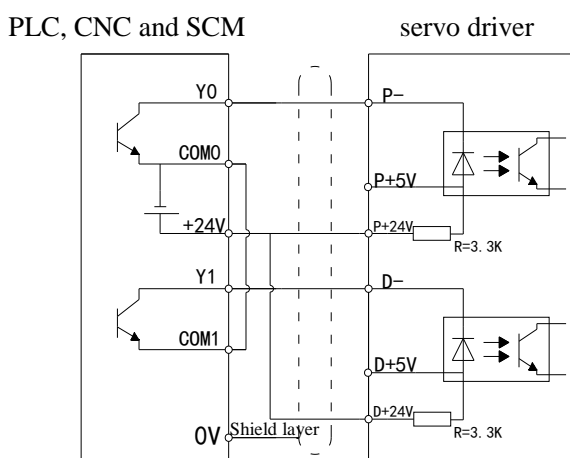 PLC, CNC and SCM
servo driver
Y0
P-
COM0
P+5V
+24V
P+24V
R=3.3K
Y1
D-
COM1
D+5V
D+24V
0V
Shield layer
R=3.3K